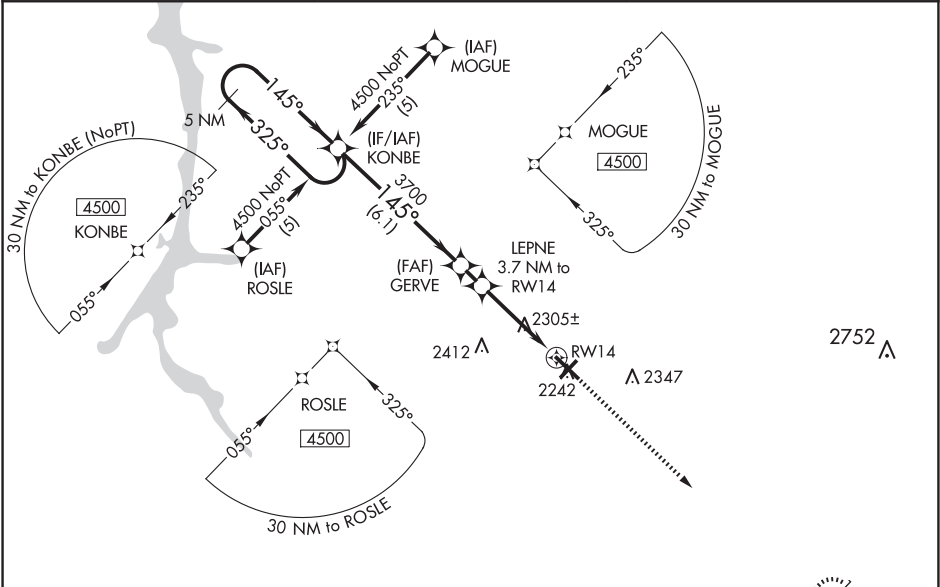 (IAF)
MOGUE
4500 NoPT
235°
(5)
145°
5 NM
325°
(IF/IAF)
KONBE
235°
MOGUE
4500
325°
30 NM to MOGUE
30 NM to KONBE (NoPT)
4500
KONBE
235°
055°
4500 NoPT
055°
(5)
(IAF)
ROSLE
3700
145°
(6.1)
(FAF)
GERVE
LEPNE
3.7 NM to
RW14
2305±
2412
RW14
2242
2347
2752
ROSLE
4500
055°
325°
30 NM to ROSLE